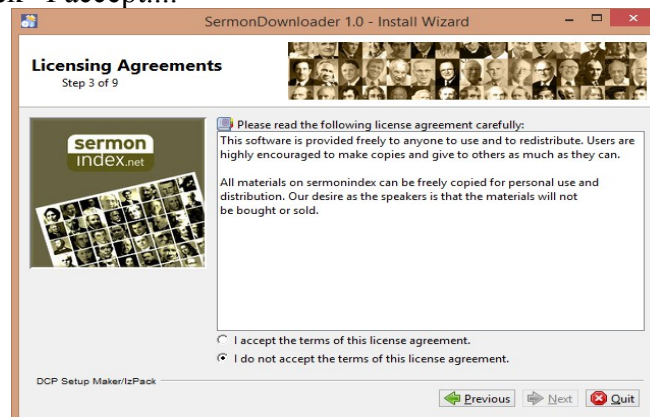 SermonDownloader 1.0 - Install Wizard
Licensing Agreements
Step 3 of 9
sermon
index.net
Please read the following license agreement carefully:
This software is provided freely to anyone to use and to redistribute. Users are
highly encouraged to make copies and give to others as much as they can.
All materials on sermonindex can be freely copied for personal use and
distribution. Our desire as the speakers is that the materials will not
be bought or sold.
I accept the terms of this license agreement.
I do not accept the terms of this license agreement.
DCP Setup Maker/IzPack
Previous
Next
Quit